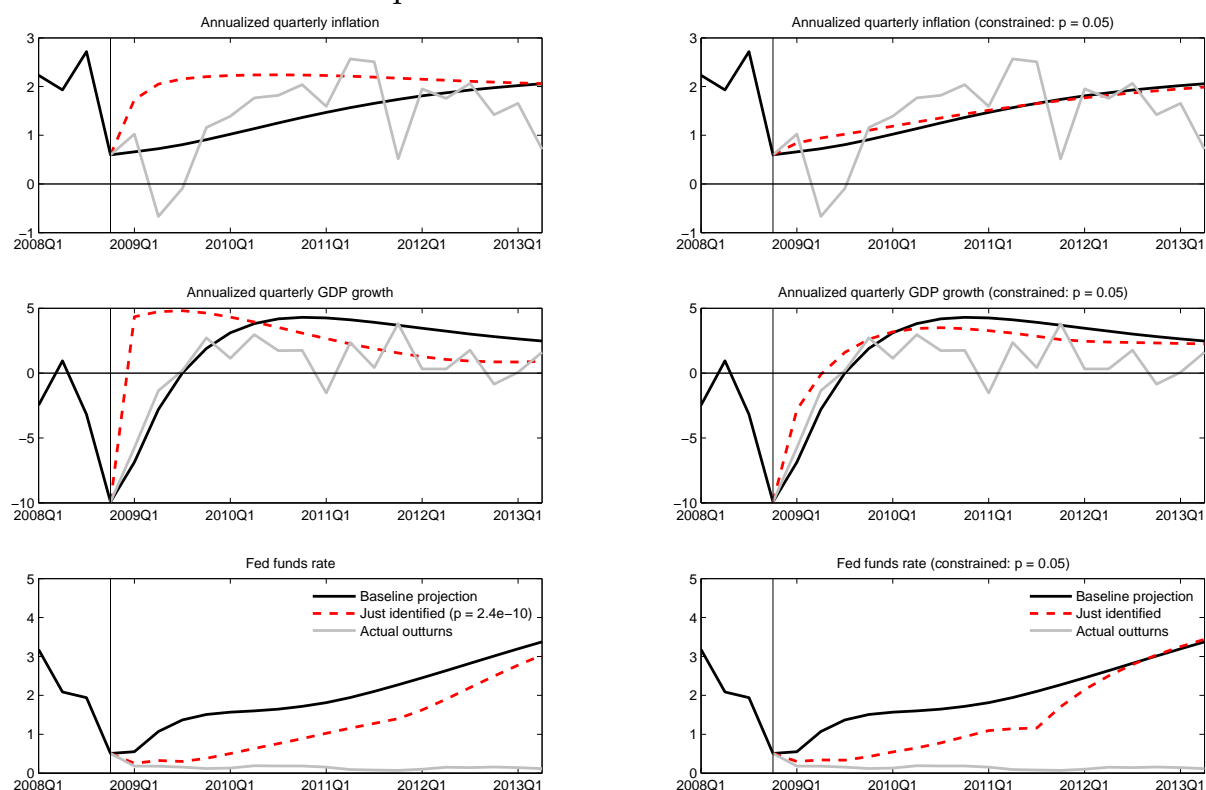 Annualized quarterly inflation
3
2
1
0
−1
2008Q1 2009Q1 2010Q1 2011Q1 2012Q1 2013Q1
Annualized quarterly inflation (constrained: p = 0.05)
3
2
1
0
−1
2008Q1 2009Q1 2010Q1 2011Q1 2012Q1 2013Q1
Annualized quarterly GDP growth
5
0
−5
−10
2008Q1 2009Q1 2010Q1 2011Q1 2012Q1 2013Q1
Annualized quarterly GDP growth (constrained: p = 0.05)
5
0
−5
−10
2008Q1 2009Q1 2010Q1 2011Q1 2012Q1 2013Q1
Fed funds rate
5
4
3
2
1
0
Baseline projection
Just identified (p = 2.4e−10)
Actual outturns
2008Q1 2009Q1 2010Q1 2011Q1 2012Q1 2013Q1
Fed funds rate (constrained: p = 0.05)
5
4
3
2
1
0
Baseline projection
Just identified
Actual outturns
2008Q1 2009Q1 2010Q1 2011Q1 2012Q1 2013Q1